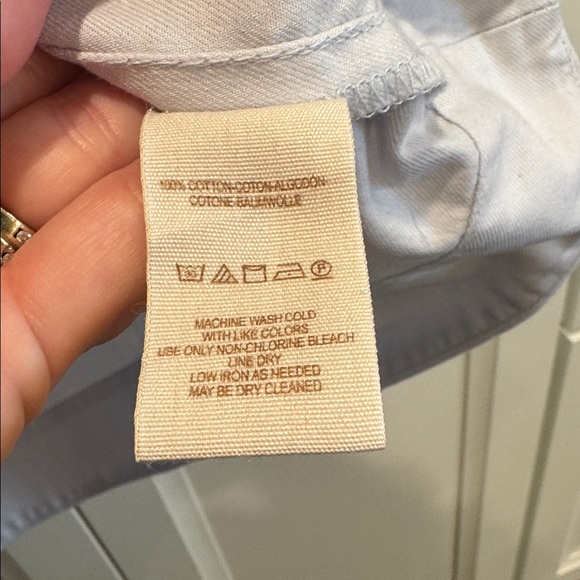 100% COTTON-COTON-ALGODÓN
COTONE BAUMWOLLE
P
MACHINE WASH COLD
WITH LIKE COLORS
USE ONLY NON-CHLORINE BLEACH
LINE DRY
LOW IRON AS NEEDED
MAY BE DRY CLEANED